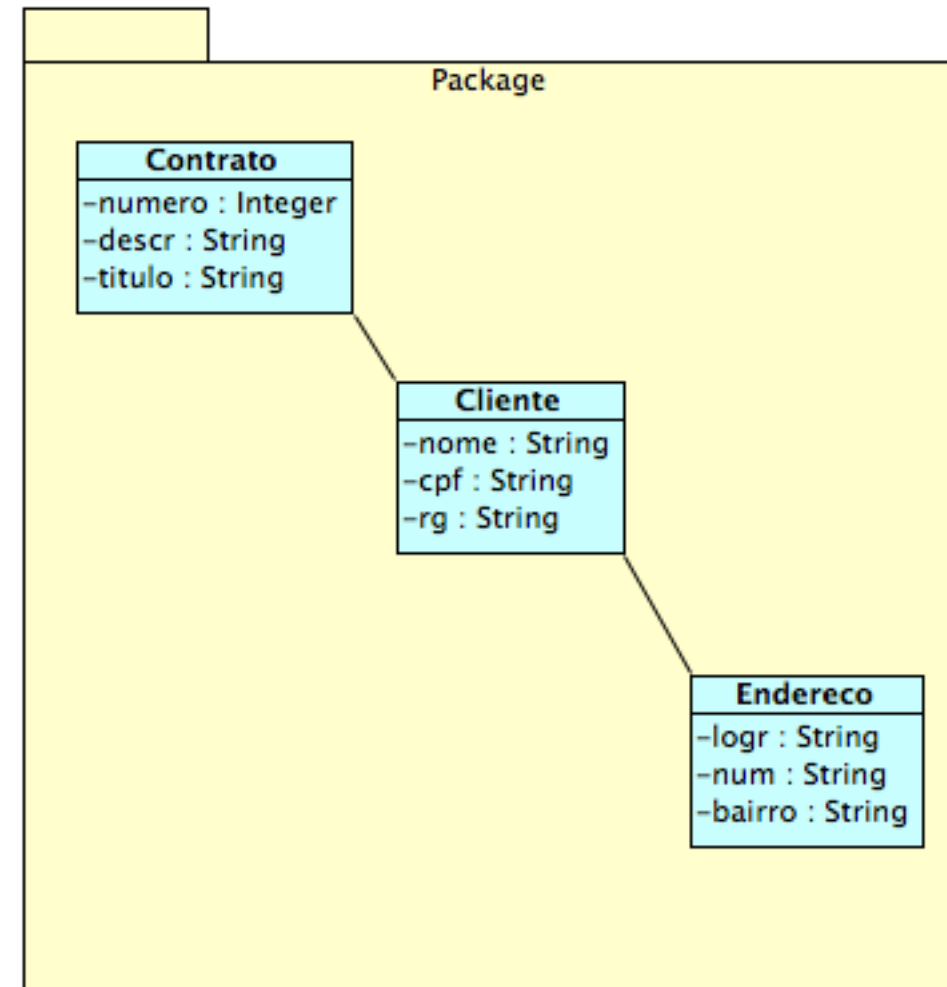 Package
Contrato
-numero : Integer
-descr : String
-titulo : String
Cliente
-nome : String
-cpf : String
-rg : String
Endereco
-logr : String
-num : String
-bairro : String